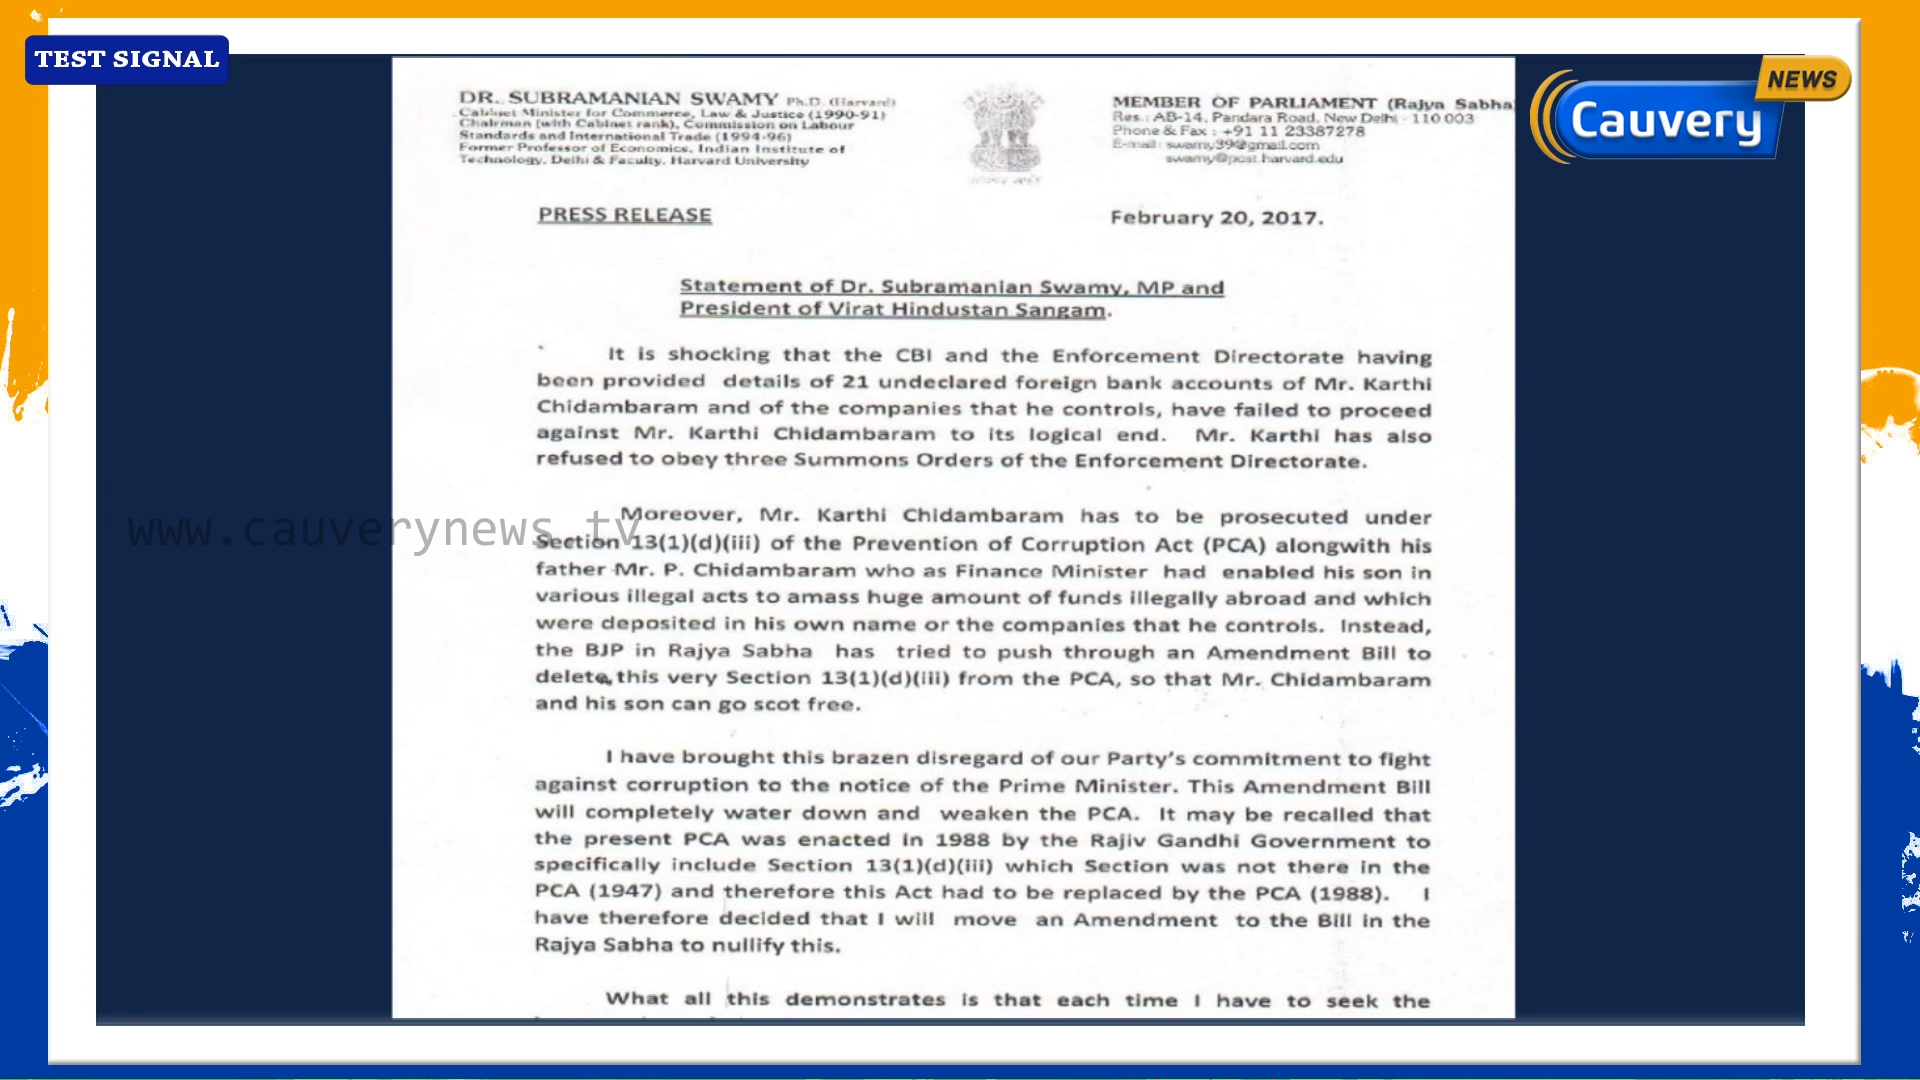 TEST SIGNAL
NEWS
Cauvery
DR. SUBRAMANIAN SWAMY Ph.D. (Harvard)
Cabinet Minister for Commerce, Law & Justice (1990-91)
Chairman (with Cabinet rank), Commission on Labour
Standards and International Trade (1994-96)
Former Professor of Economics, Indian Institute of
Technology, Delhi & Faculty, Harvard University
MEMBER OF PARLIAMENT (Rajya Sabha)
Res.: AB-14, Pandara Road, New Delhi - 110 003
Phone & Fax : +91 11 23387278
E-mail : swamy39@gmail.com
swamy@post.harvard.edu
PRESS RELEASE
February 20, 2017.
Statement of Dr. Subramanian Swamy, MP and
President of Virat Hindustan Sangam.
It is shocking that the CBI and the Enforcement Directorate having
been provided details of 21 undeclared foreign bank accounts of Mr. Karthi
Chidambaram and of the companies that he controls, have failed to proceed
against Mr. Karthi Chidambaram to its logical end. Mr. Karthi has also
refused to obey three Summons Orders of the Enforcement Directorate.
www.cauverynews.tv
Moreover, Mr. Karthi Chidambaram has to be prosecuted under
Section 13(1)(d)(iii) of the Prevention of Corruption Act (PCA) alongwith his
father Mr. P. Chidambaram who as Finance Minister had enabled his son in
various illegal acts to amass huge amount of funds illegally abroad and which
were deposited in his own name or the companies that he controls. Instead,
the BJP in Rajya Sabha has tried to push through an Amendment Bill to
delete this very Section 13(1)(d)(iii) from the PCA, so that Mr. Chidambaram
and his son can go scot free.
I have brought this brazen disregard of our Party's commitment to fight
against corruption to the notice of the Prime Minister. This Amendment Bill
will completely water down and weaken the PCA. It may be recalled that
the present PCA was enacted in 1988 by the Rajiv Gandhi Government to
specifically include Section 13(1)(d)(iii) which Section was not there in the
PCA (1947) and therefore this Act had to be replaced by the PCA (1988). I
have therefore decided that I will move an Amendment to the Bill in the
Rajya Sabha to nullify this.
What all this demonstrates is that each time I have to seek the